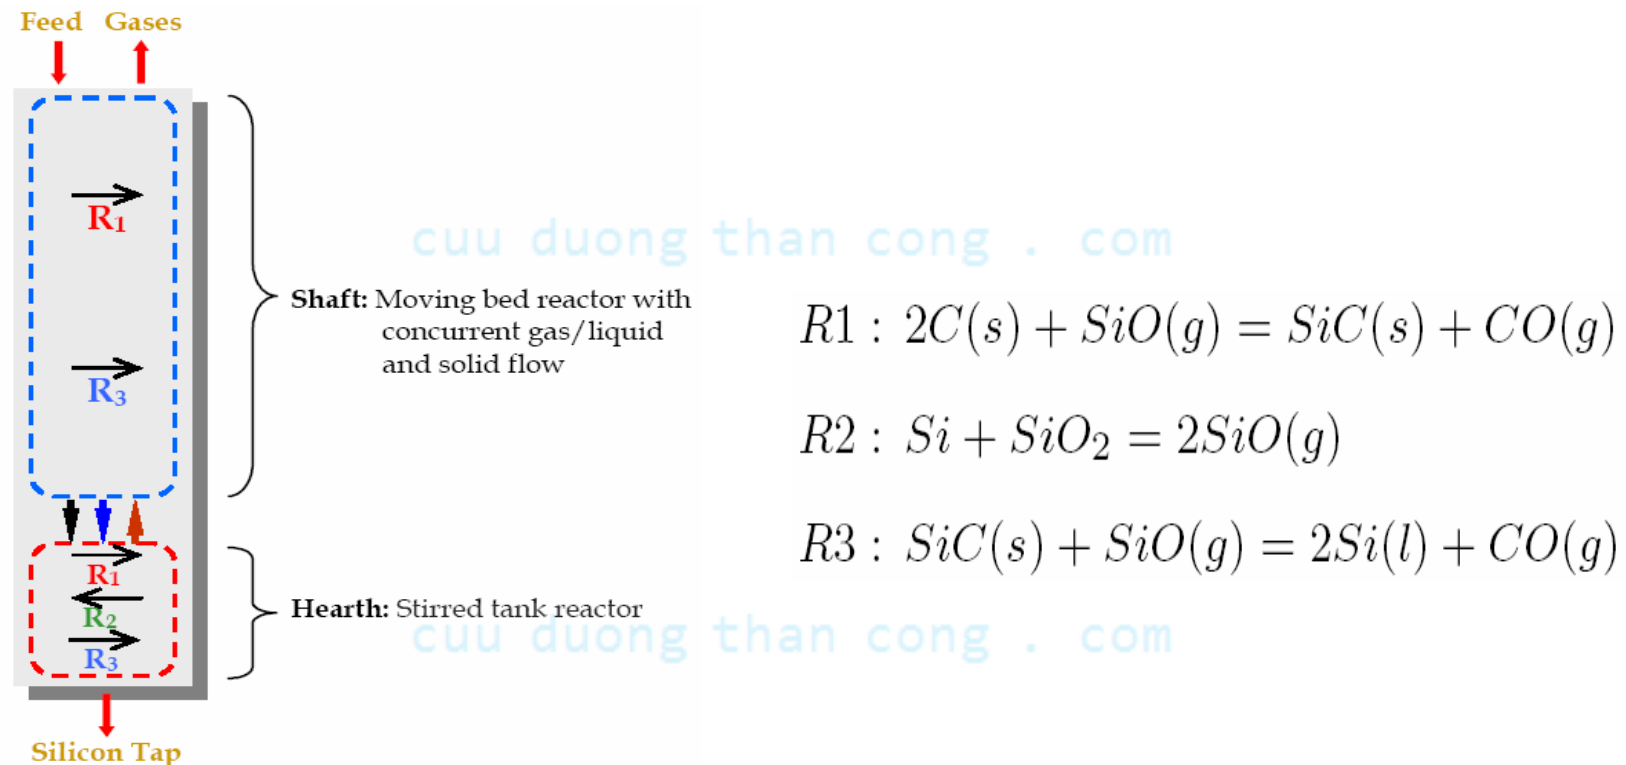 Feed Gases
R₁
R₃
R₁
R₂
R₃
Silicon Tap
Shaft: Moving bed reactor with
concurrent gas/liquid
and solid flow
Hearth: Stirred tank reactor
cuu duong than cong . com
R1 : 2C(s) + SiO(g) = SiC(s) + CO(g)
R2 : Si + SiO₂ = 2SiO(g)
R3 : SiC(s) + SiO(g) = 2Si(l) + CO(g)
cuu duong than cong . com